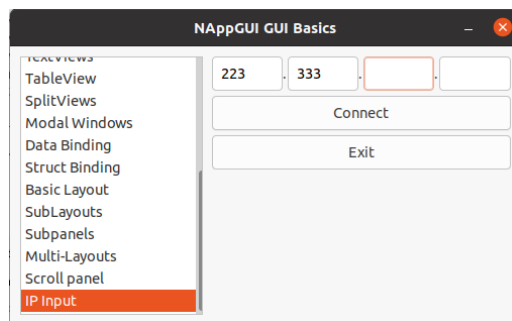 NAppGUI GUI Basics
TextViews
TableView
SplitViews
Modal Windows
Data Binding
Struct Binding
Basic Layout
SubLayouts
Subpanels
Multi-Layouts
Scroll panel
IP Input
223 . 333 . .
Connect
Exit